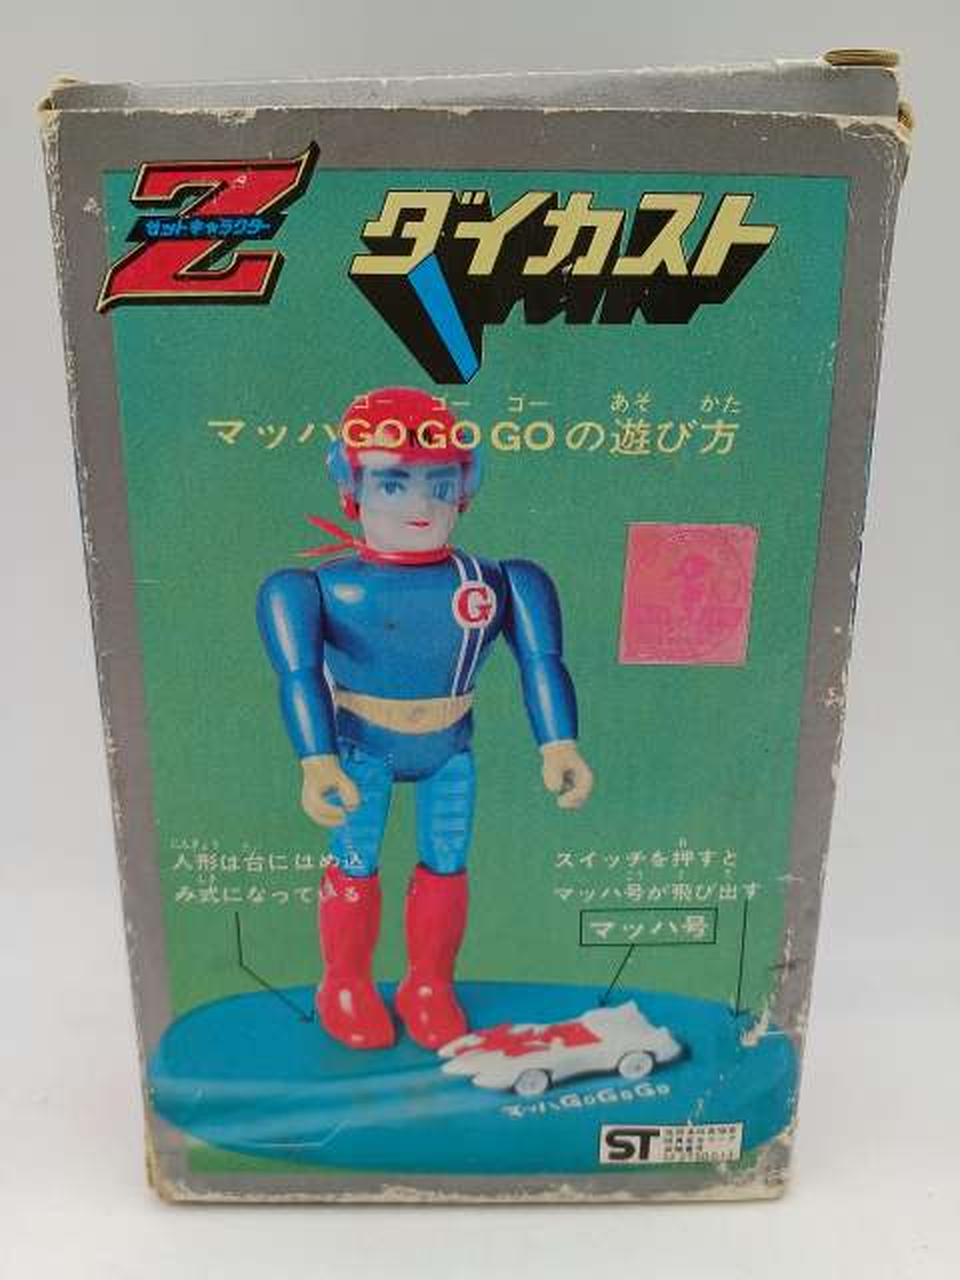 Z
ゼットキャラクター
ダイカスト
ゴー ゴー ゴー あそ かた
マッハGO GO GOの遊び方
G
人形は台にはめ込
み式になっている
スイッチを押すと
マッハ号が飛び出す
マッハ号
マッハGoGoGo
ST